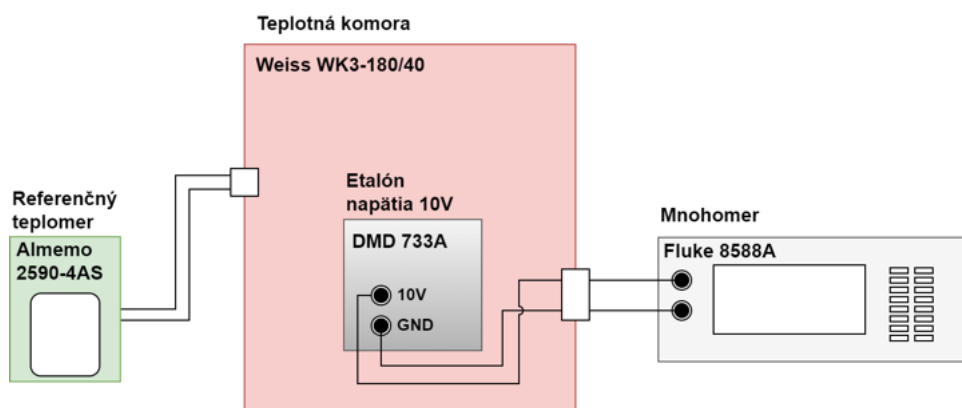 Teplotná komora
Weiss WK3-180/40
Referenčný
teplomer
Almemo
2590-4AS
Etalón
napätia 10V
DMD 733A
10V
GND
Mnohomer
Fluke 8588A